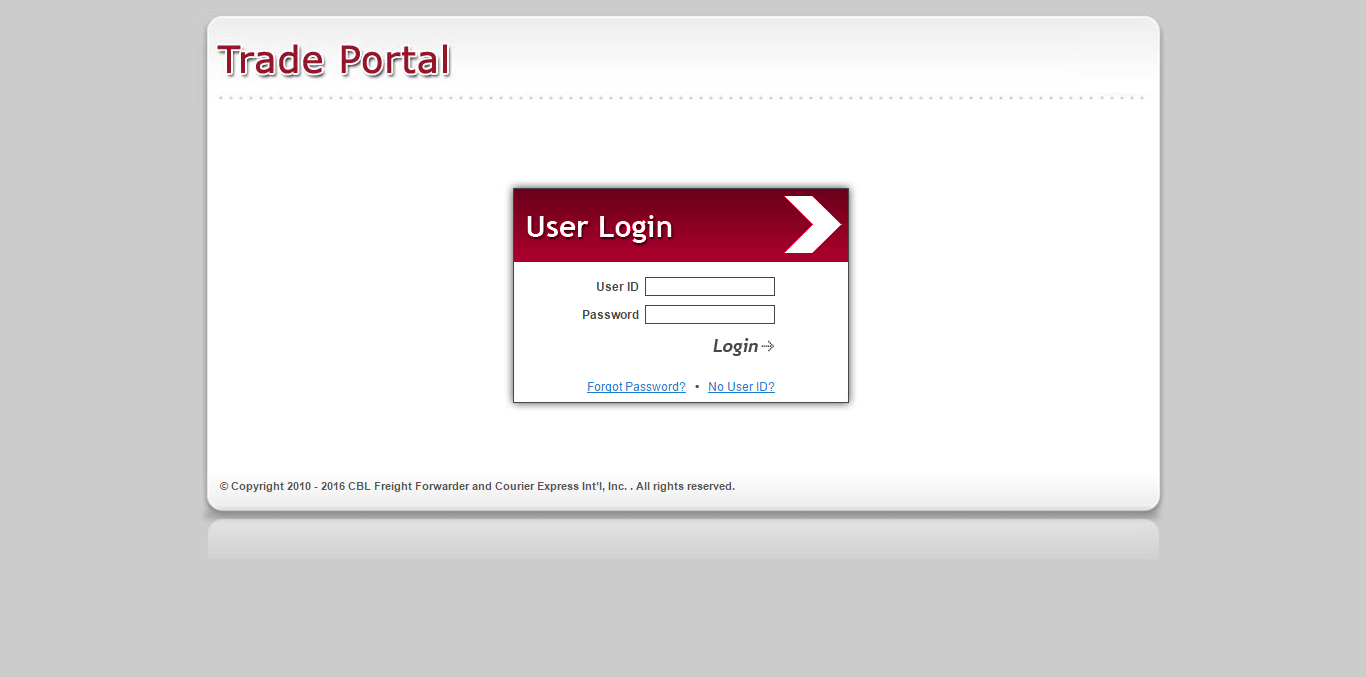 Trade Portal
User Login
User ID
Password
Login
Forgot Password? • No User ID?
© Copyright 2010 - 2016 CBL Freight Forwarder and Courier Express Int'l, Inc. . All rights reserved.